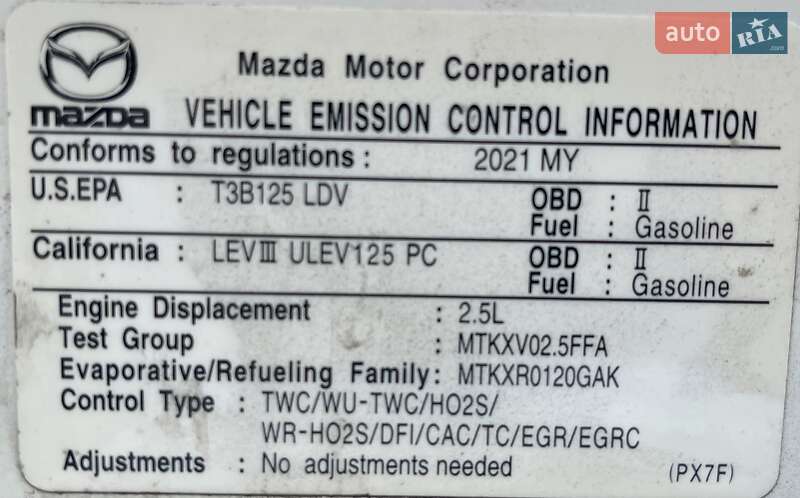 auto RIA.com
Mazda Motor Corporation
mazda VEHICLE EMISSION CONTROL INFORMATION
Conforms to regulations : 2021 MY
U.S.EPA : T3B125 LDV OBD : Ⅱ
Fuel : Gasoline
California : LEVⅢ ULEV125 PC OBD : Ⅱ
Fuel : Gasoline
Engine Displacement : 2.5L
Test Group : MTKXV02.5FFA
Evaporative/Refueling Family: MTKXR0120GAK
Control Type : TWC/WU-TWC/HO2S/
WR-HO2S/DFI/CAC/TC/EGR/EGRC
Adjustments : No adjustments needed (PX7F)